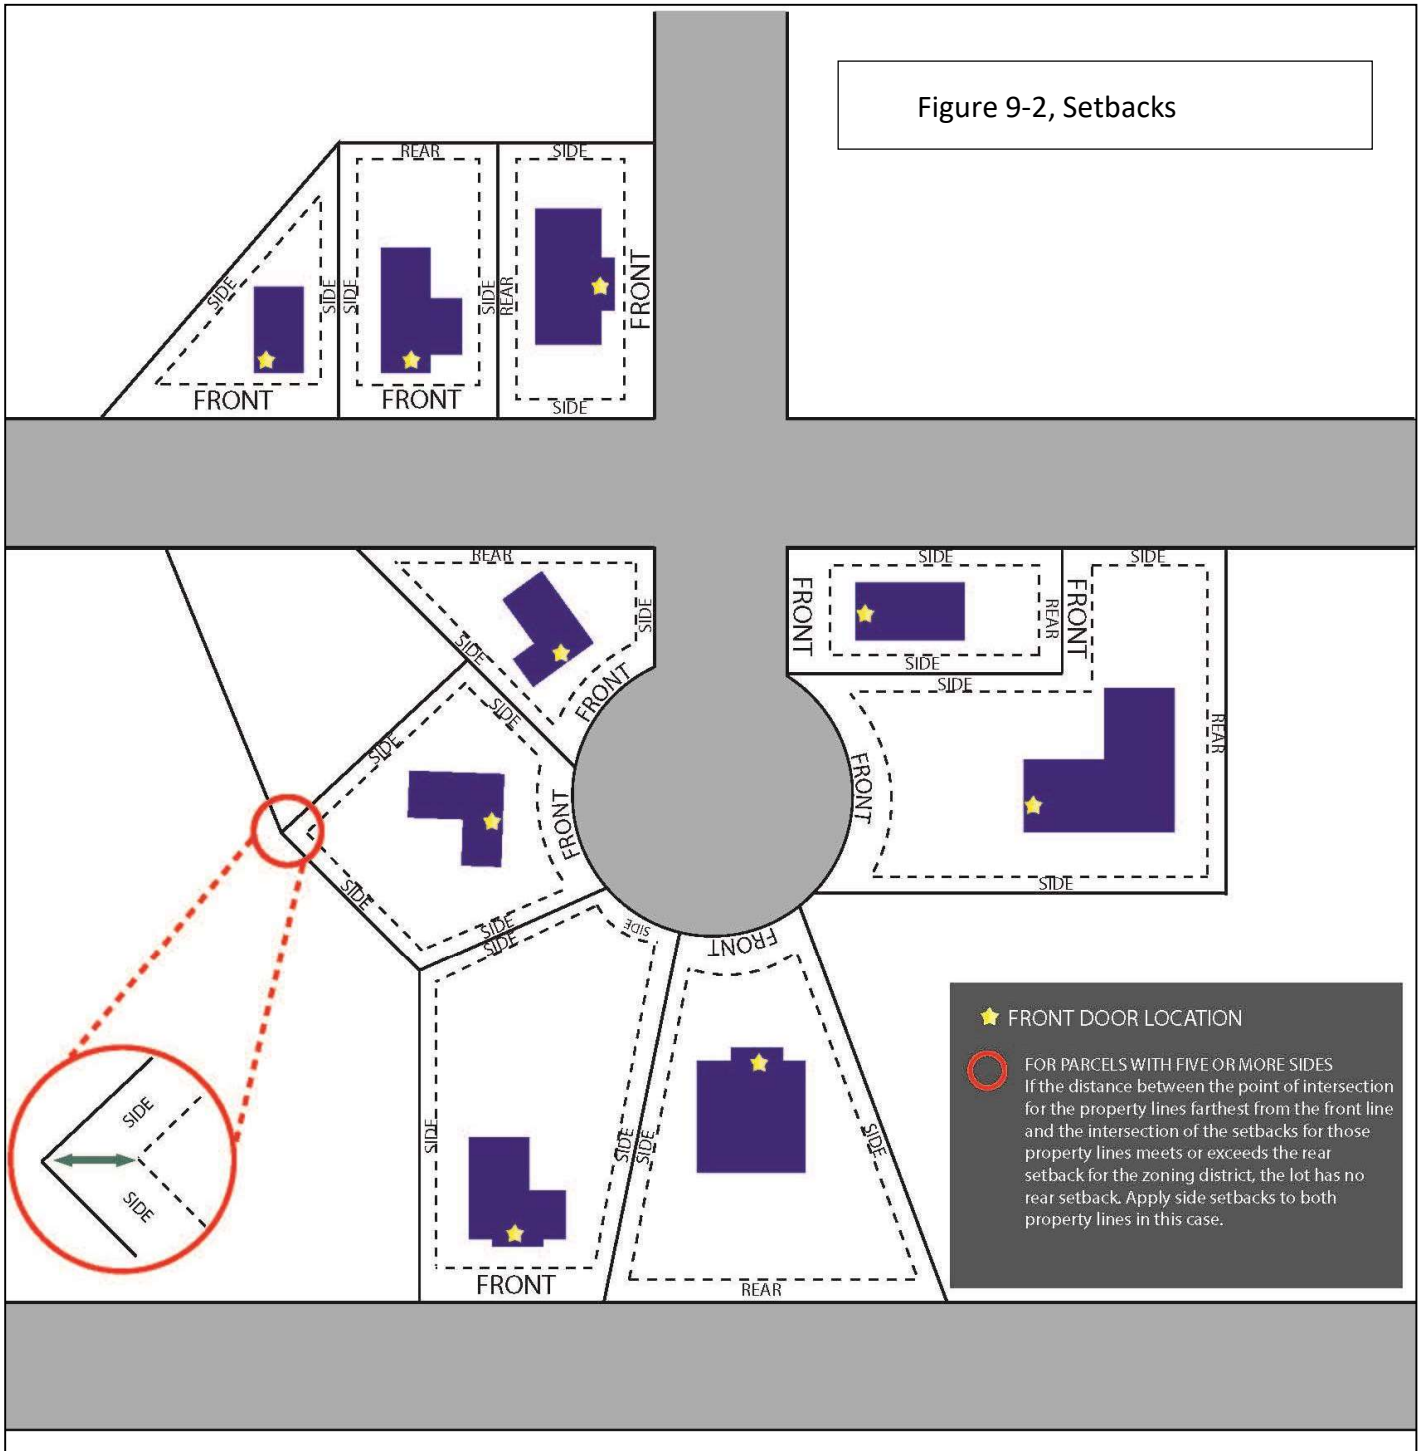 Figure 9-2, Setbacks
REAR
SIDE
SIDE
SIDE
SIDE
SIDE
REAR
FRONT
FRONT
FRONT
SIDE
REAR
SIDE
SIDE
FRONT
SIDE
FRONT
REAR
SIDE
SIDE
FRONT
SIDE
REAR
FRONT
SIDE
SIDE
SIDE
FRONT
SIDE
SIDE
SIDE
SIDE
FRONT
SIDE
SIDE
SIDE
SIDE
FRONT
REAR
SIDE
SIDE
FRONT DOOR LOCATION
FOR PARCELS WITH FIVE OR MORE SIDES
If the distance between the point of intersection
for the property lines farthest from the front line
and the intersection of the setbacks for those
property lines meets or exceeds the rear
setback for the zoning district, the lot has no
rear setback. Apply side setbacks to both
property lines in this case.